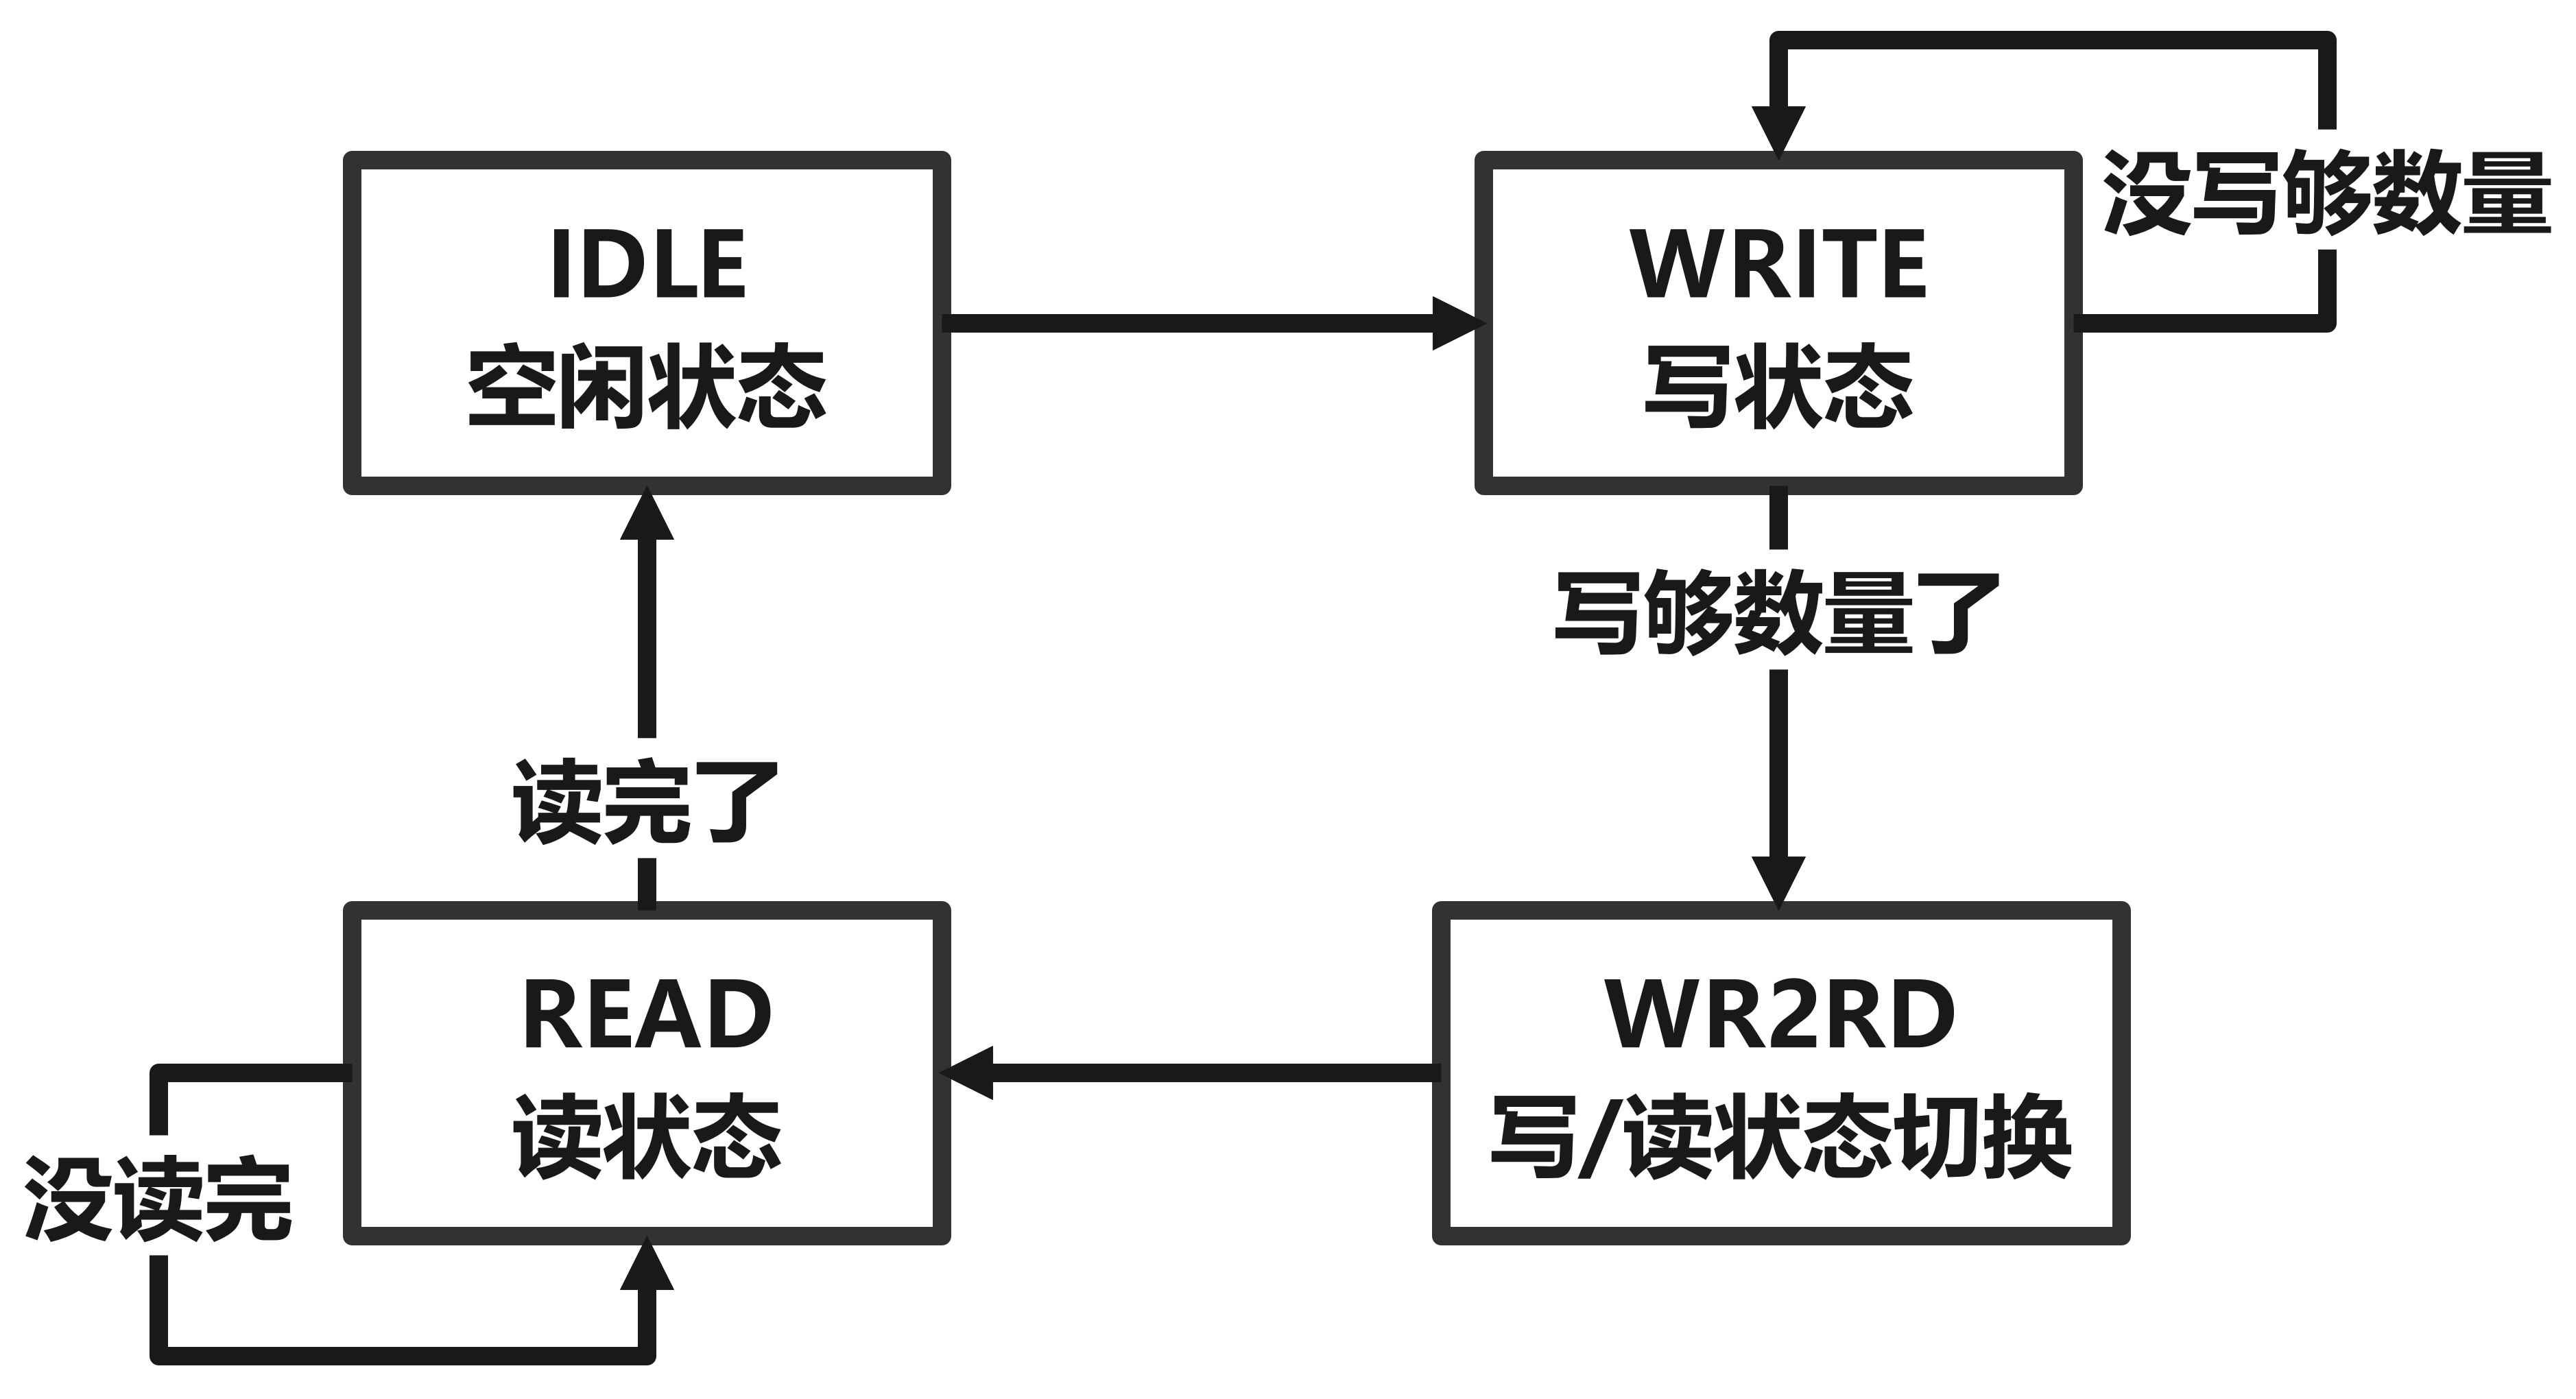 IDLE
空闲状态
WRITE
写状态
没写够数量
写够数量了
读完了
READ
读状态
WR2RD
写/读状态切换
没读完